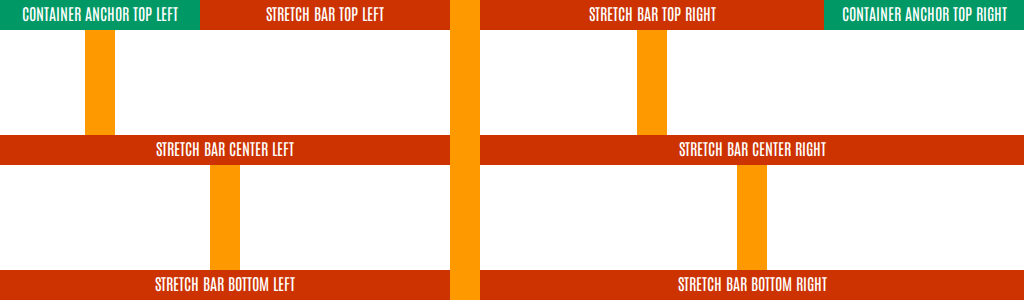 CONTAINER ANCHOR TOP LEFT
STRETCH BAR TOP LEFT
STRETCH BAR TOP RIGHT
CONTAINER ANCHOR TOP RIGHT
STRETCH BAR CENTER LEFT
STRETCH BAR CENTER RIGHT
STRETCH BAR BOTTOM LEFT
STRETCH BAR BOTTOM RIGHT